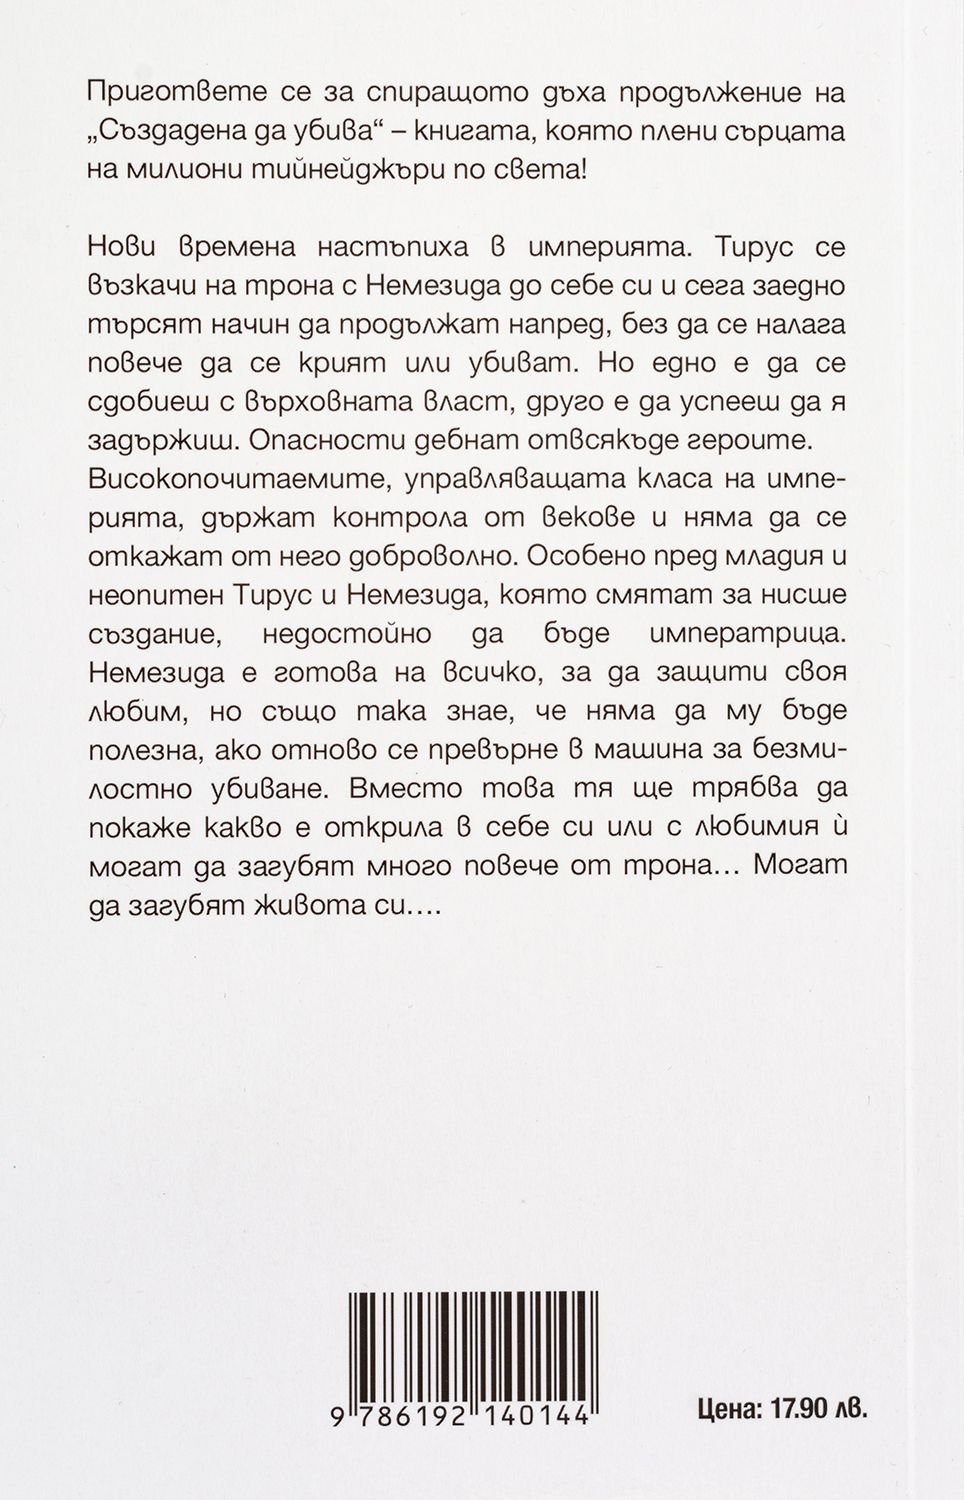 Пригответе се за спиращото дъха продължение на
„Създадена да убива“ – книгата, която плени сърцата
на милиони тийнейджъри по света!
Нови времена настъпиха в империята. Тирус се
възкачи на трона с Немезида до себе си и сега заедно
търсят начин да продължат напред, без да се налага
повече да се крият или убиват. Но едно е да се
сдобиеш с върховната власт, друго е да успееш да я
задържиш. Опасности дебнат отвсякъде героите.
Високопочитаемите, управляващата класа на импе-
рията, държат контрола от векове и няма да се
откажат от него доброволно. Особено пред младия и
неопитен Тирус и Немезида, която смятат за нисше
създание, недостойно да бъде императрица.
Немезида е готова на всичко, за да защити своя
любим, но също така знае, че няма да му бъде
полезна, ако отново се превърне в машина за безми-
лостно убиване. Вместо това тя ще трябва да
покаже какво е открила в себе си или с любимия ѝ
могат да загубят много повече от трона... Могат
да загубят живота си....
9 786192 140144
Цена: 17.90 лв.